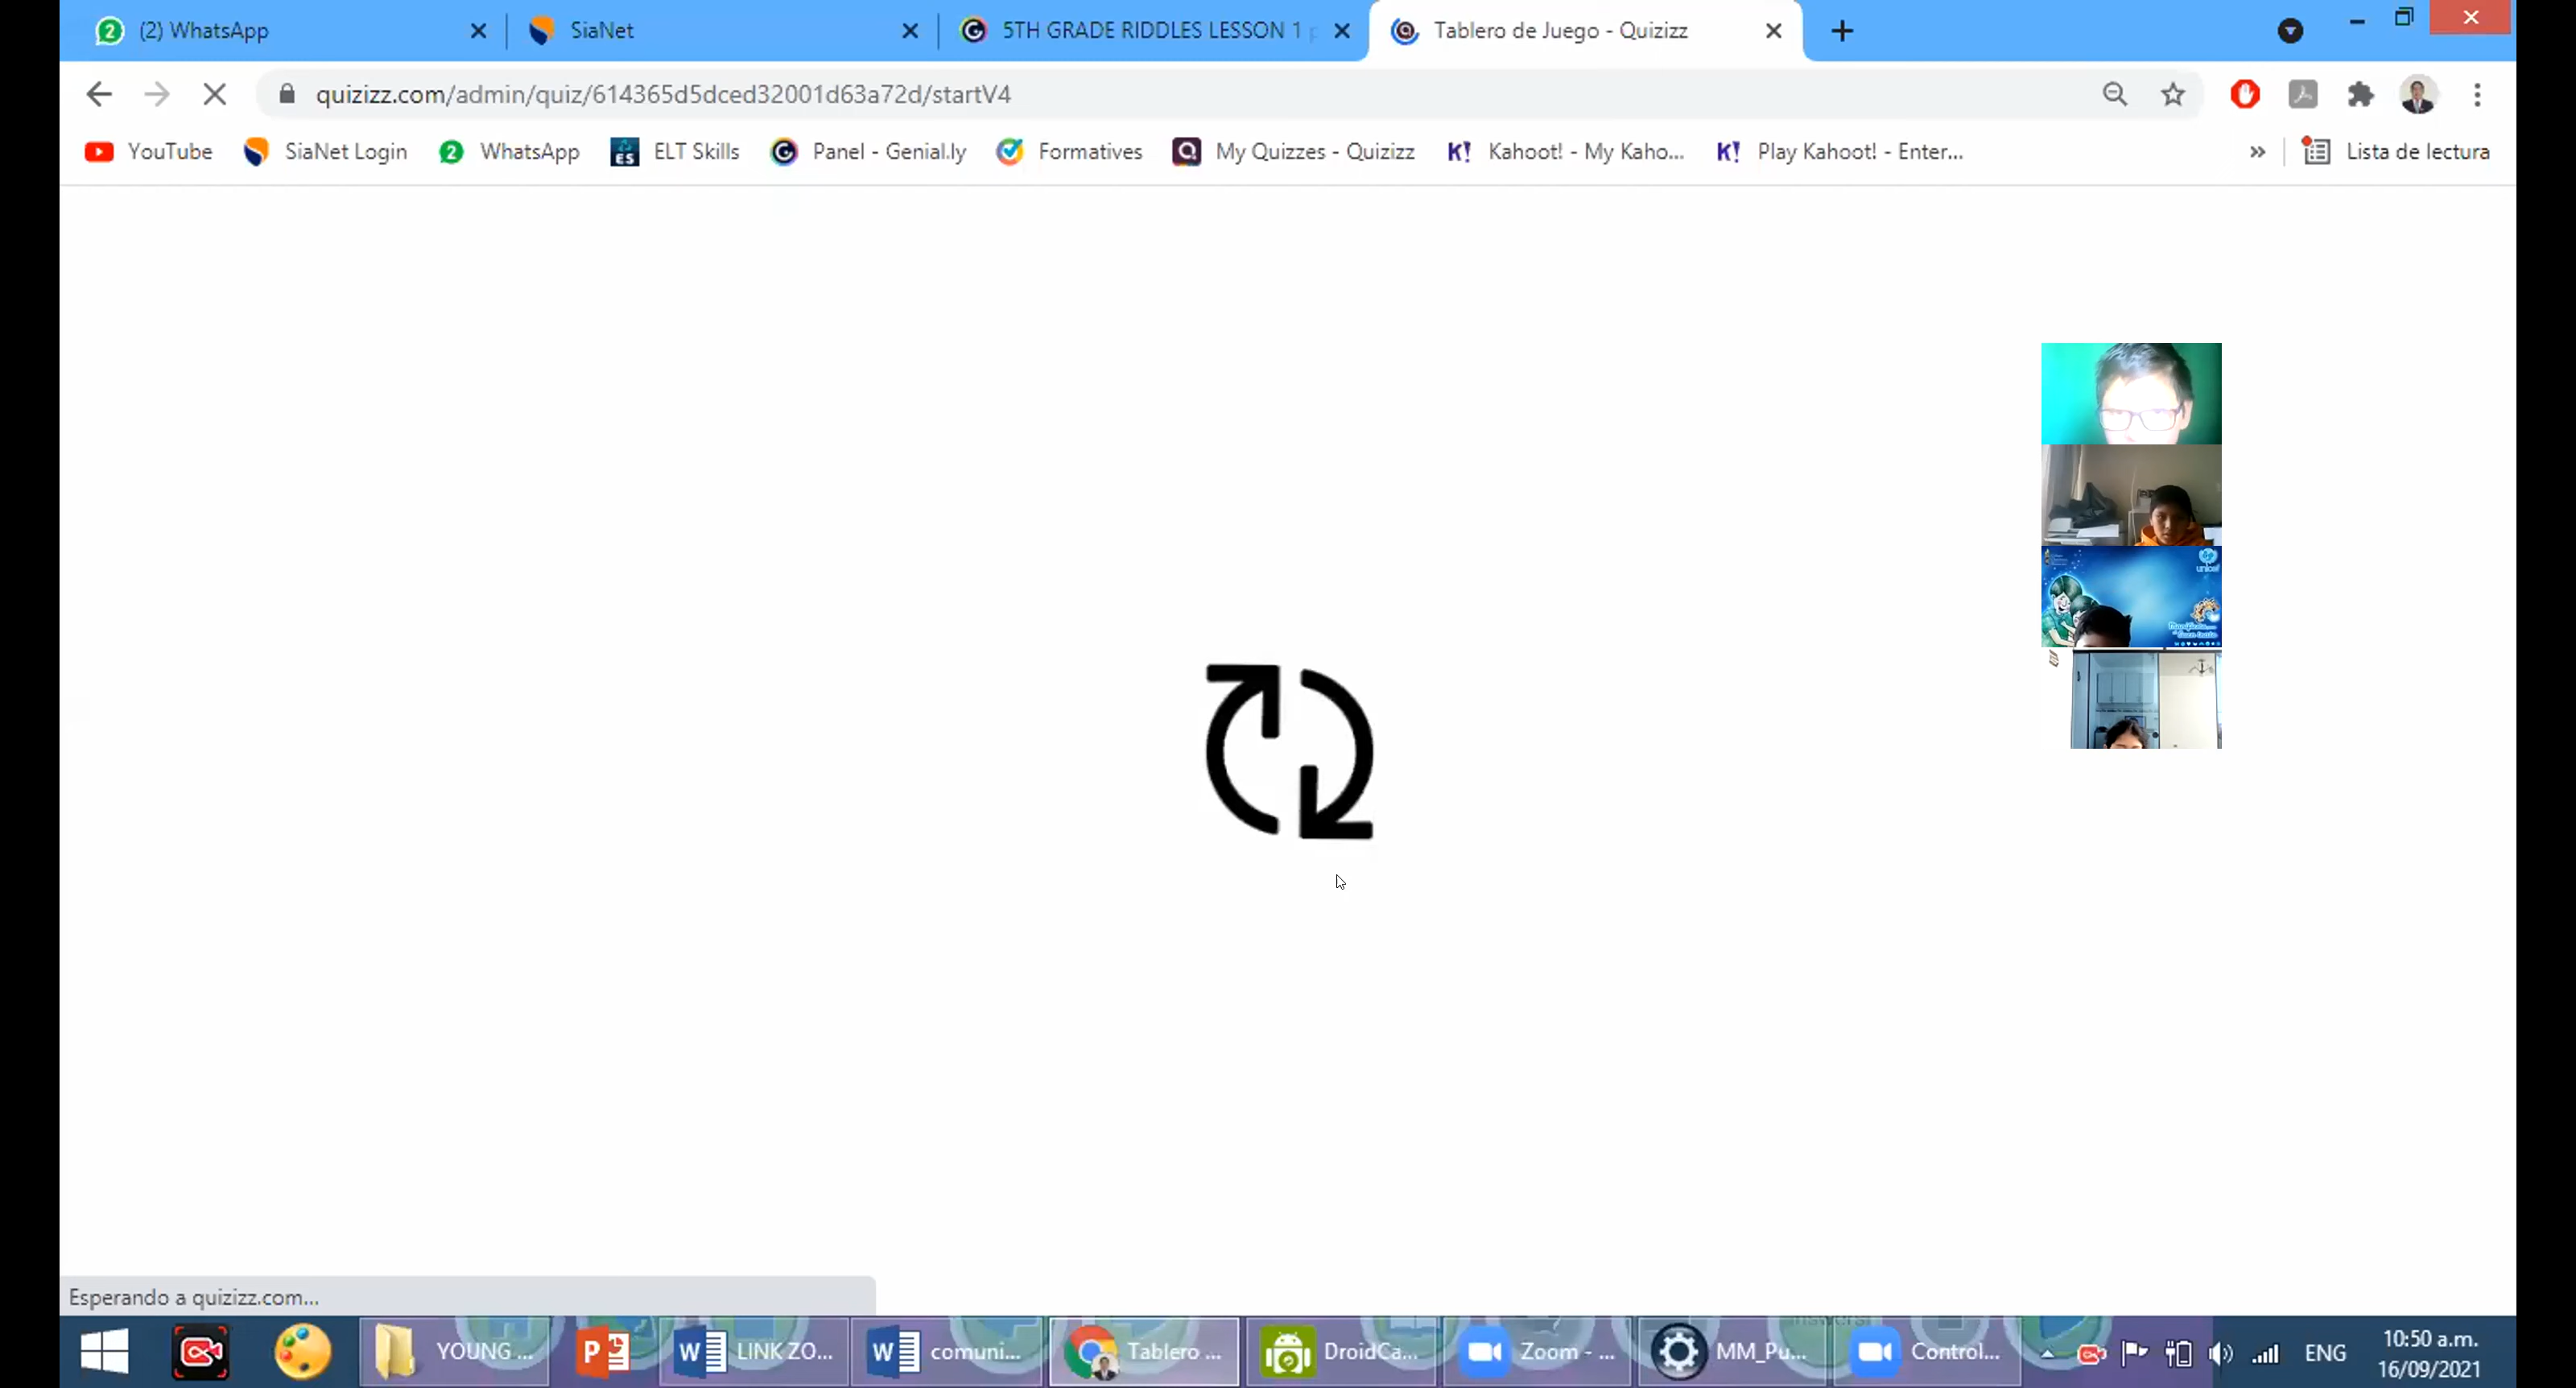 (2) WhatsApp
SiaNet
5TH GRADE RIDDLES LESSON 1
Tablero de Juego - Quizizz
quizizz.com/admin/quiz/614365d5dced32001d63a72d/startV4
YouTube
SiaNet Login
WhatsApp
ELT Skills
Panel - Genial.ly
Formatives
My Quizzes - Quizizz
Kahoot! - My Kaho...
Play Kahoot! - Enter...
»
Lista de lectura
unicef
Esperando a quizizz.com...
YOUNG ...
LINK ZO...
comuni...
Tablero ...
DroidCa...
Zoom - ...
MM_Pu...
Control...
ENG
10:50 a.m.
16/09/2021